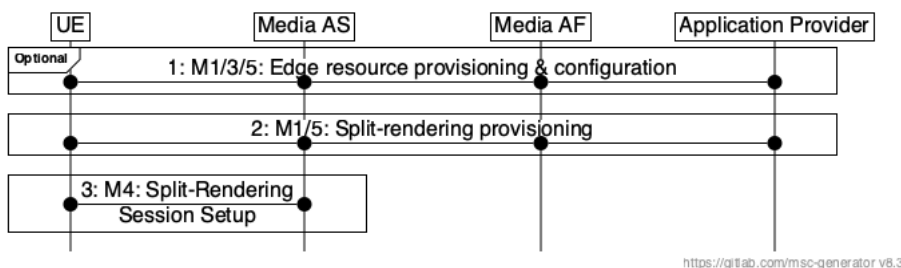 UE Media AS Media AF Application Provider
Optional
1: M1/3/5: Edge resource provisioning & configuration
2: M1/5: Split-rendering provisioning
3: M4: Split-Rendering
Session Setup
https://gitlab.com/msc-generator v8.3